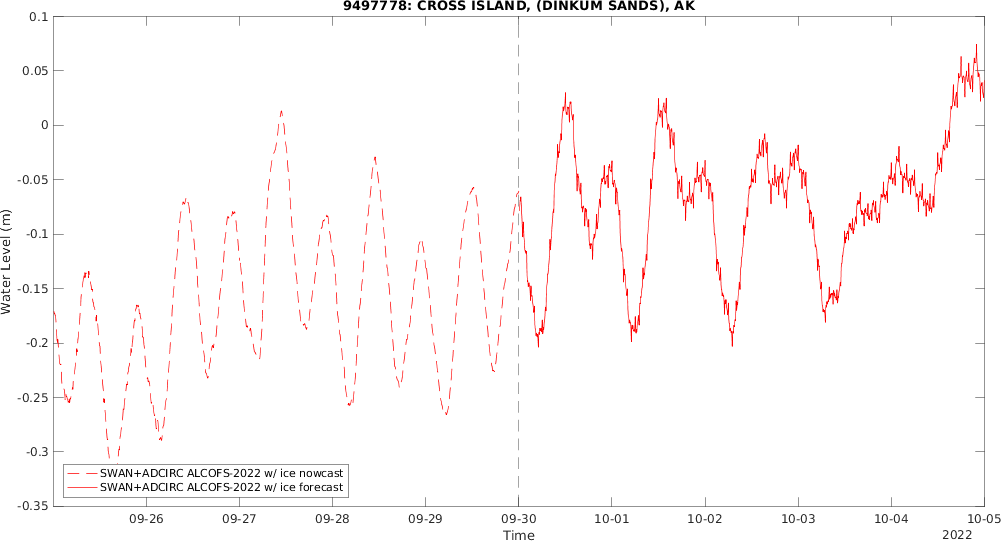 9497778: CROSS ISLAND, (DINKUM SANDS), AK
0.1
0.05
0
-0.05
-0.1
-0.15
-0.2
-0.25
-0.3
-0.35
Water Level (m)
SWAN+ADCIRC ALCOFS-2022 w/ ice nowcast
SWAN+ADCIRC ALCOFS-2022 w/ ice forecast
09-26 09-27 09-28 09-29 09-30 10-01 10-02 10-03 10-04 10-05
Time
2022